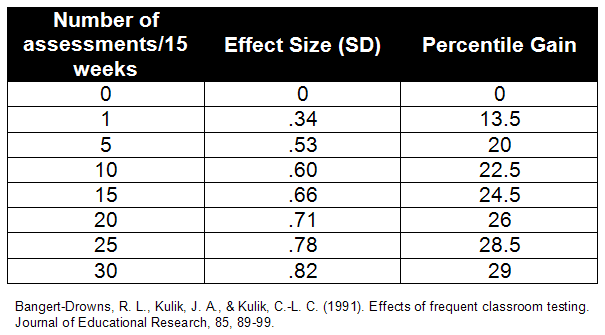 Number of assessments/15 weeks Effect Size (SD) Percentile Gain
0 0 0
1 .34 13.5
5 .53 20
10 .60 22.5
15 .66 24.5
20 .71 26
25 .78 28.5
30 .82 29
Bangert-Drowns, R. L., Kulik, J. A., & Kulik, C.-L. C. (1991). Effects of frequent classroom testing.
Journal of Educational Research, 85, 89-99.